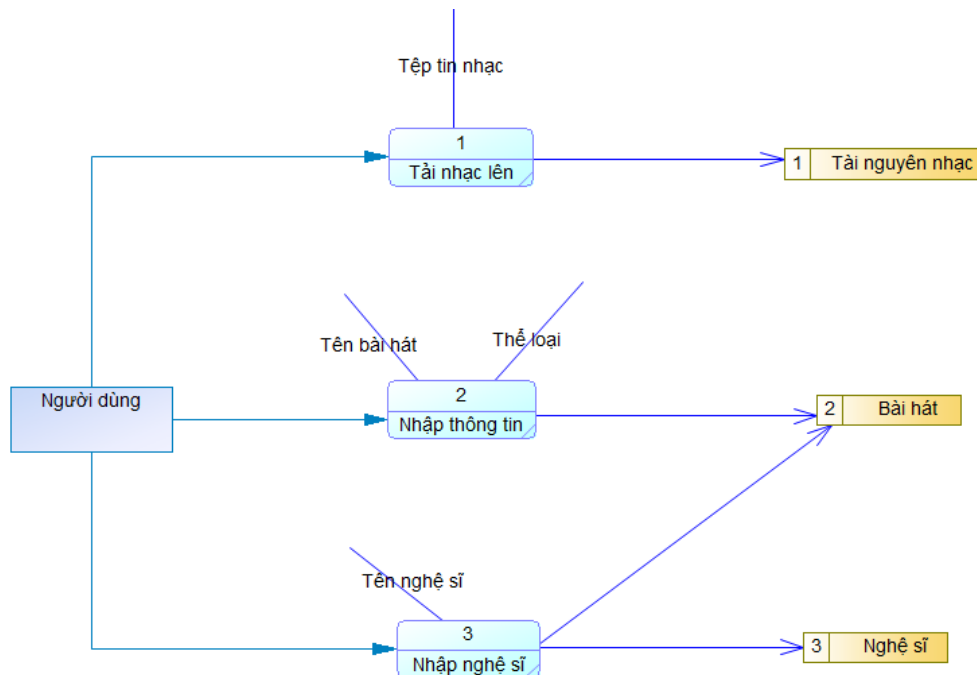 Tệp tin nhạc
1
Tải nhạc lên
1 Tài nguyên nhạc
Tên bài hát
Thể loại
Người dùng
2
Nhập thông tin
2 Bài hát
Tên nghệ sĩ
3
Nhập nghệ sĩ
3 Nghệ sĩ